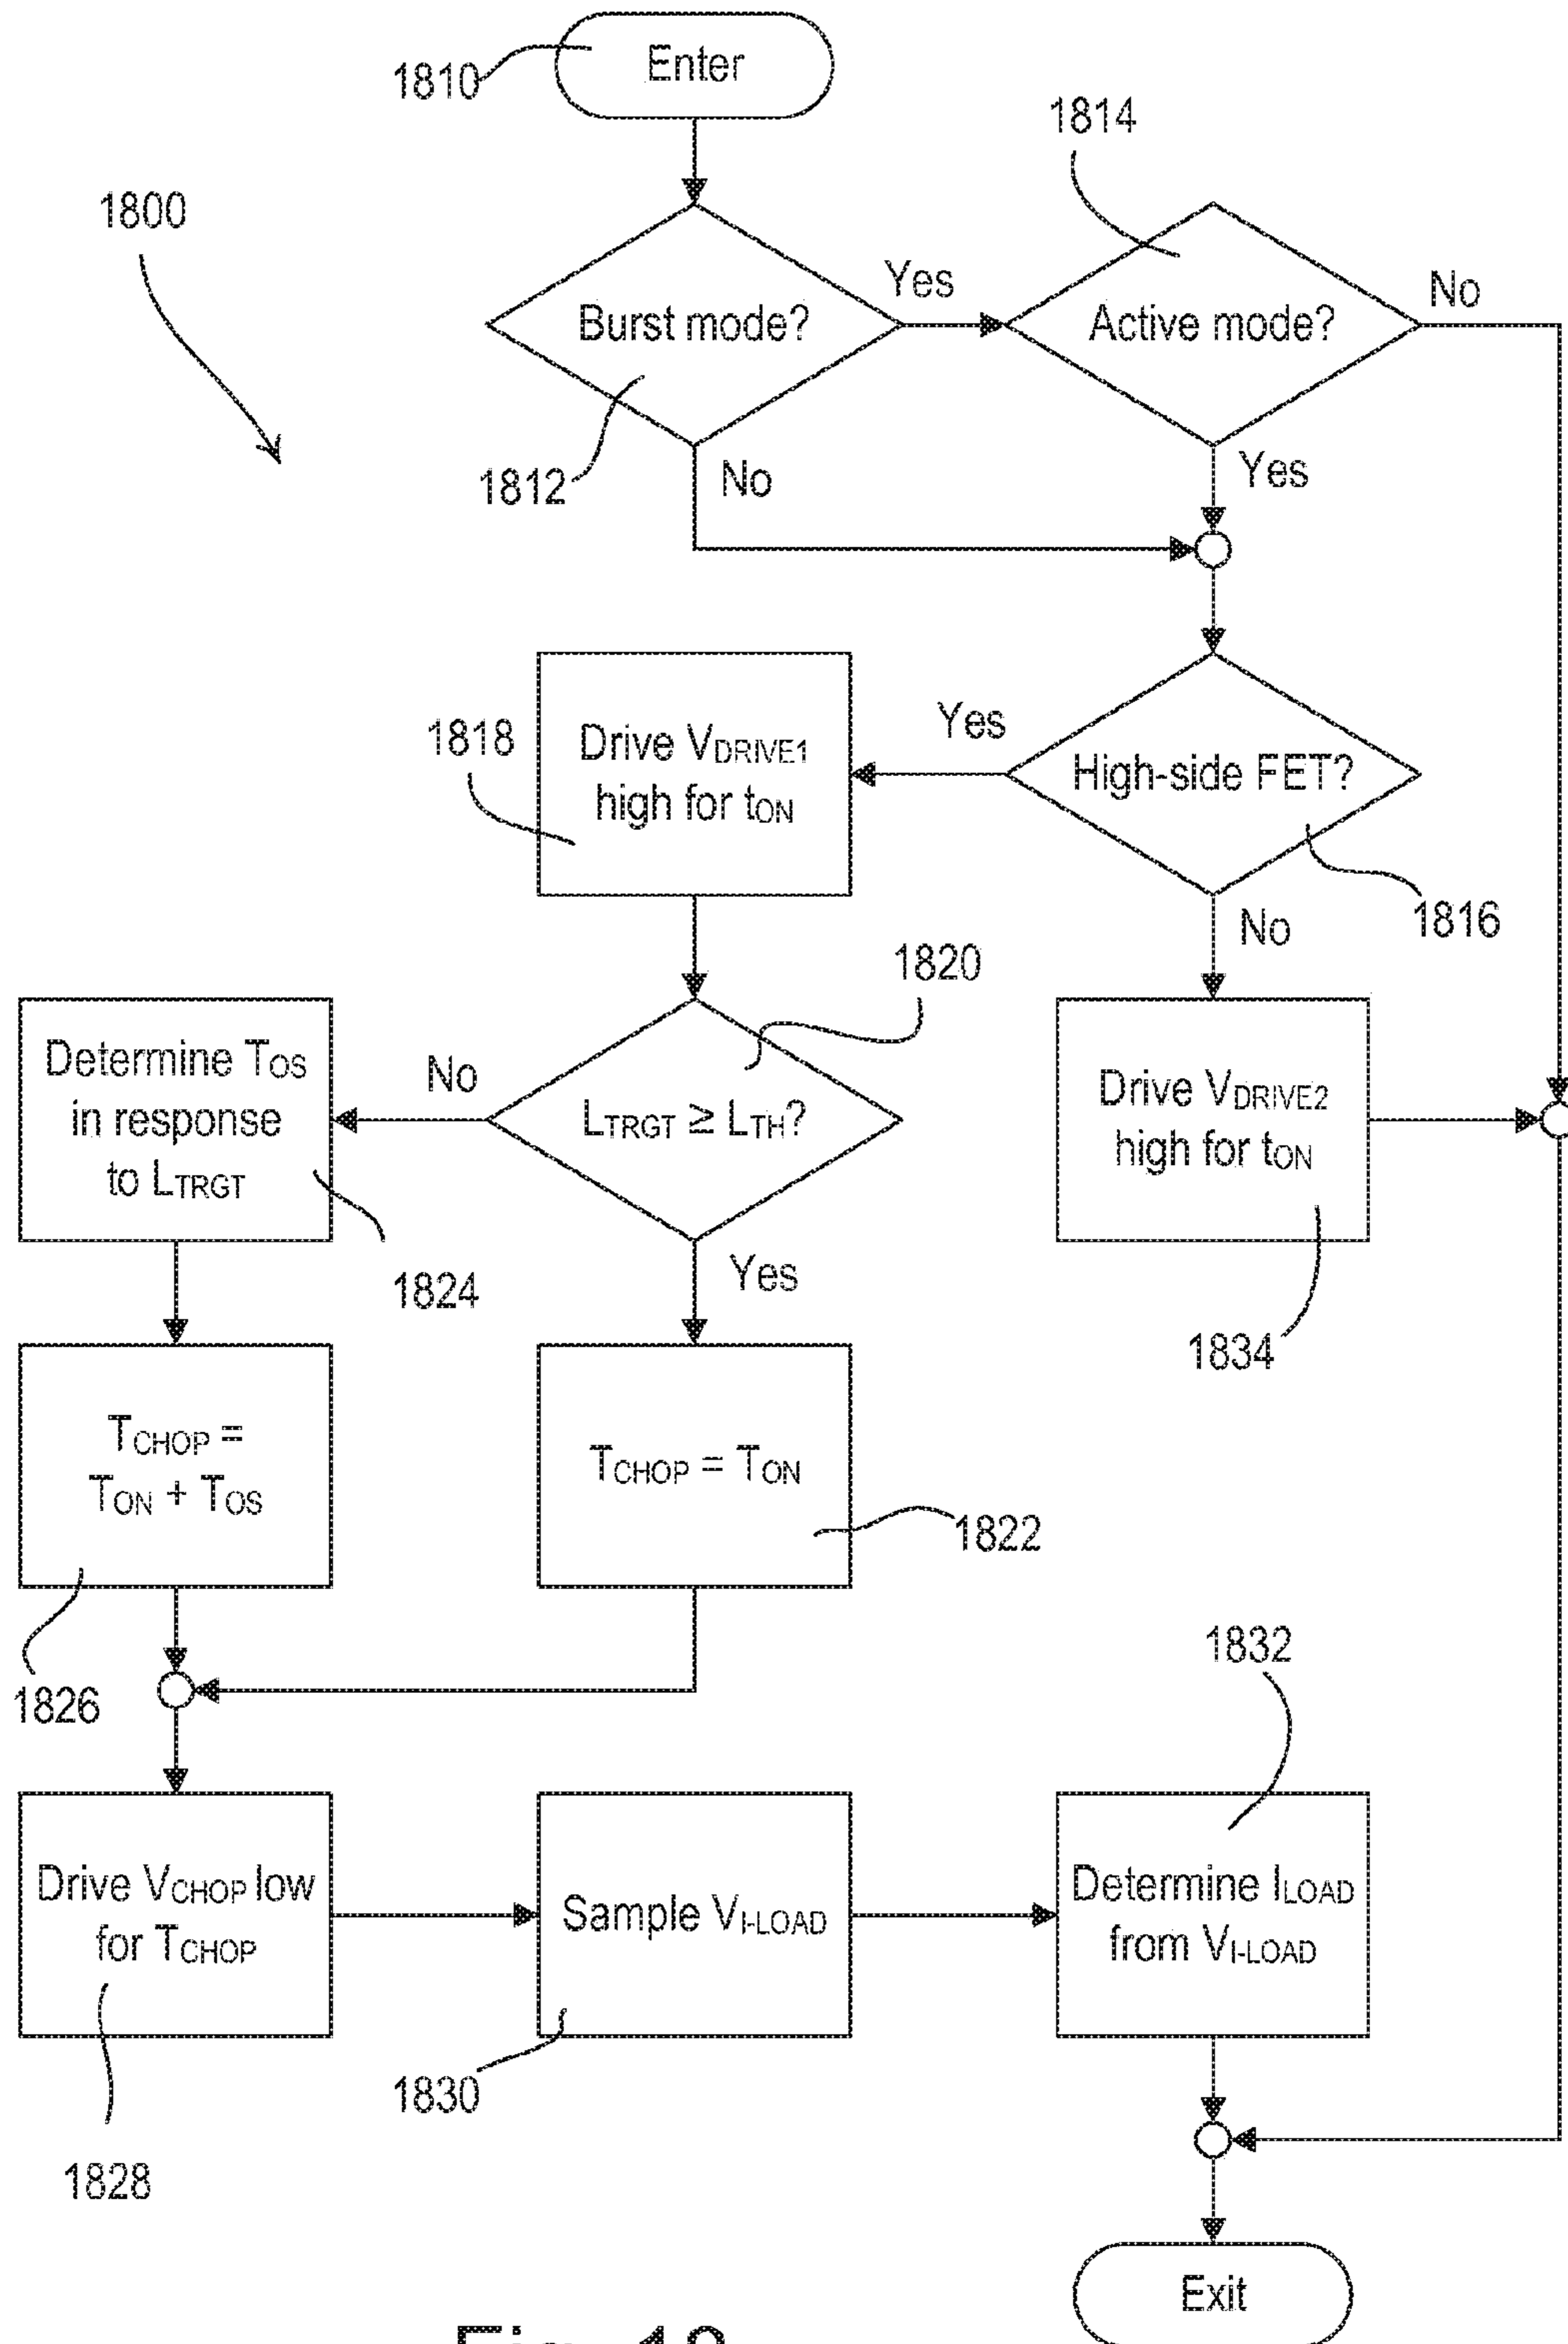 1810
Enter
1814
1800
Burst mode?
Yes
Active mode?
No
1812
No
Yes
1818
Drive VDRIVE1
high for tON
Yes
High-side FET?
1816
No
1820
Determine TOS
in response
to LTRGT
No
LTRGT ≥ LTH?
Drive VDRIVE2
high for tON
1824
Yes
1834
TCHOP =
TON + TOS
TCHOP = TON
1822
1826
1832
Drive VCHOP low
for TCHOP
Sample VI-LOAD
Determine ILOAD
from VI-LOAD
1830
1828
Exit